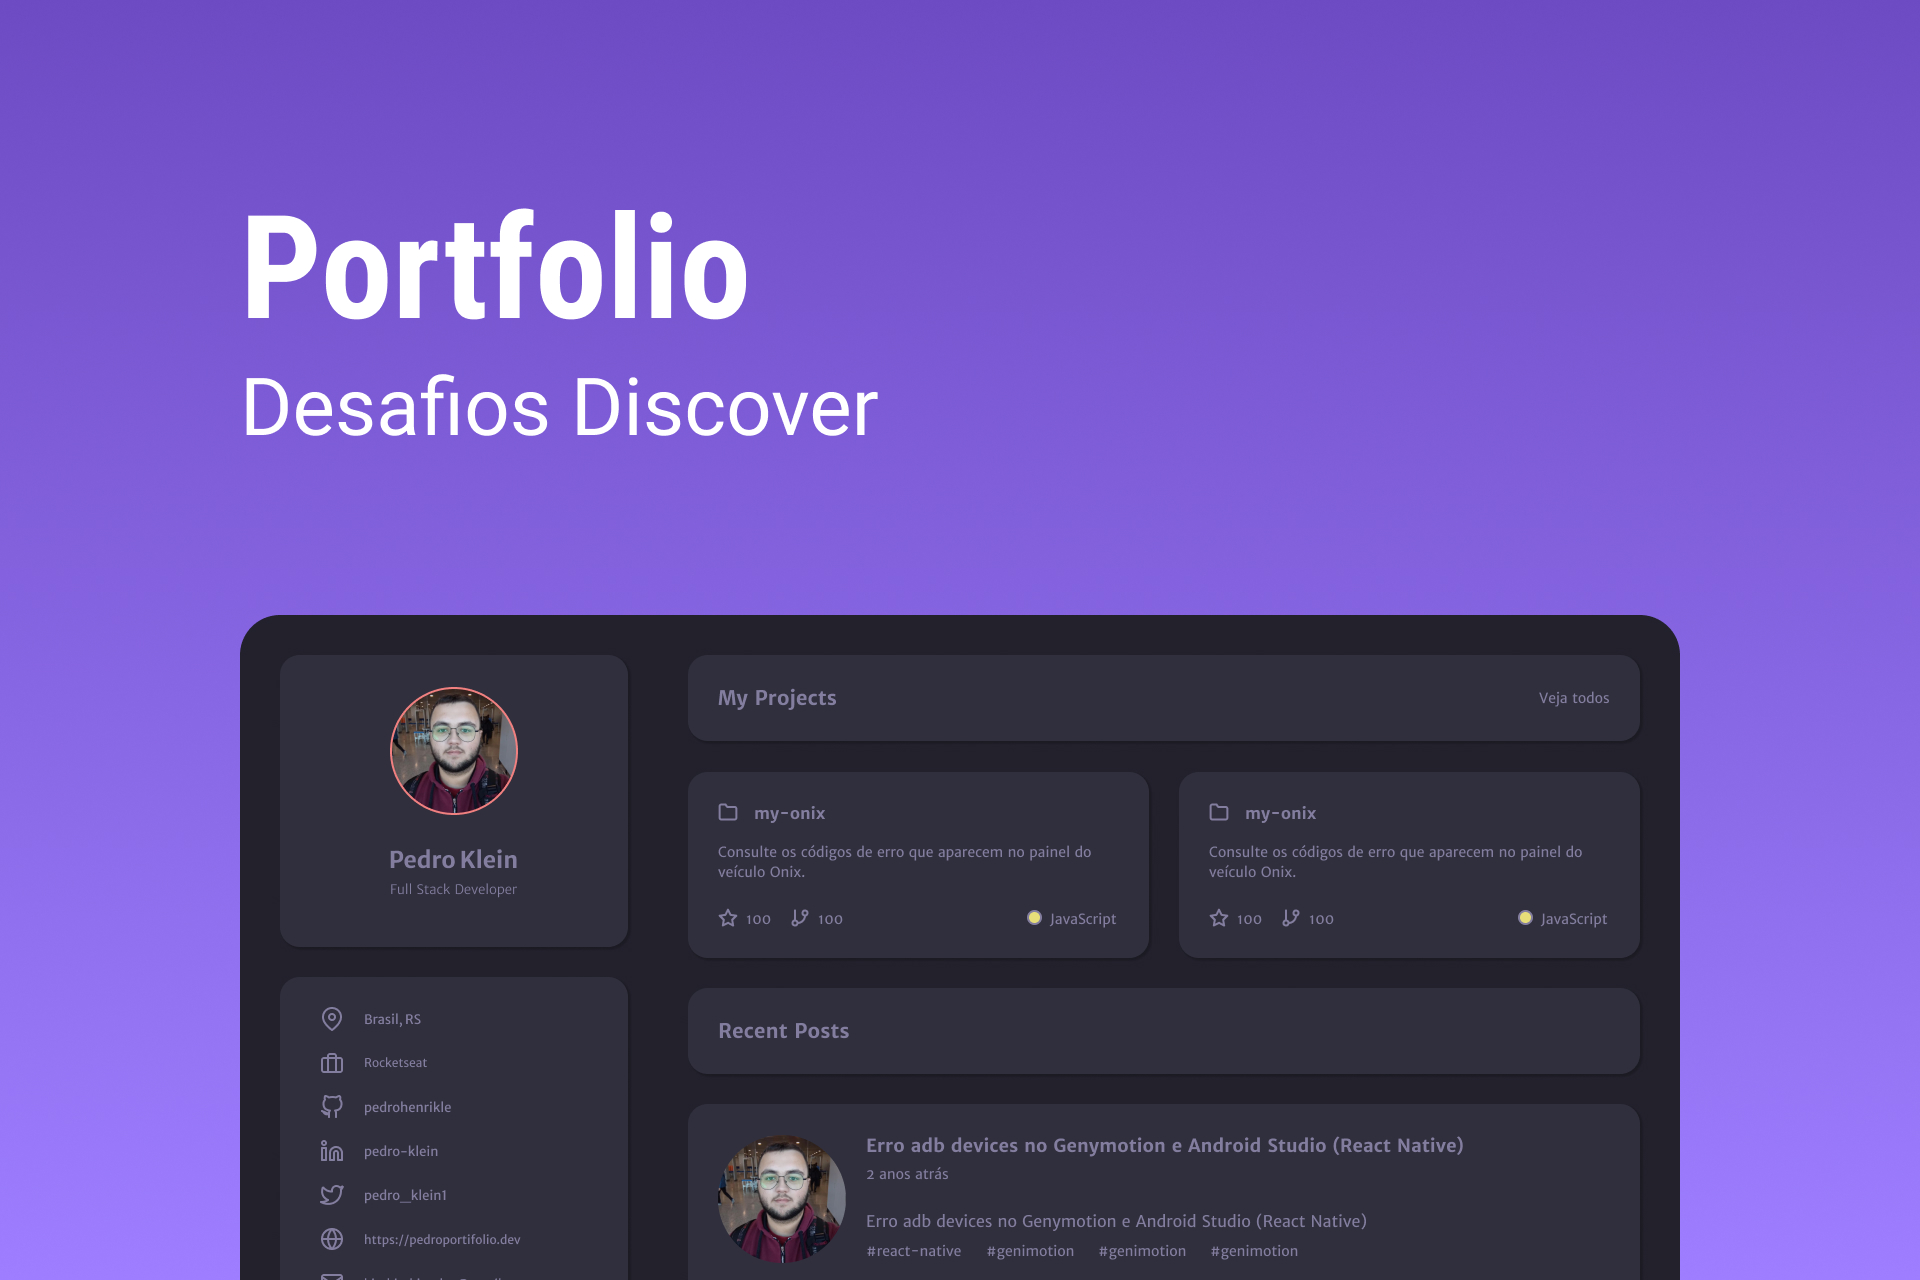 Portfolio
Desafios Discover
Pedro Klein
Full Stack Developer
Brasil, RS
Rocketseat
pedrohenrikle
pedro-klein
pedro_klein1
https://pedroportifolio.dev
My Projects
Veja todos
my-onix
Consulte os códigos de erro que aparecem no painel do
veículo Onix.
100 100 JavaScript
my-onix
Consulte os códigos de erro que aparecem no painel do
veículo Onix.
100 100 JavaScript
Recent Posts
Erro adb devices no Genymotion e Android Studio (React Native)
2 anos atrás
Erro adb devices no Genymotion e Android Studio (React Native)
#react-native #genimotion #genimotion #genimotion